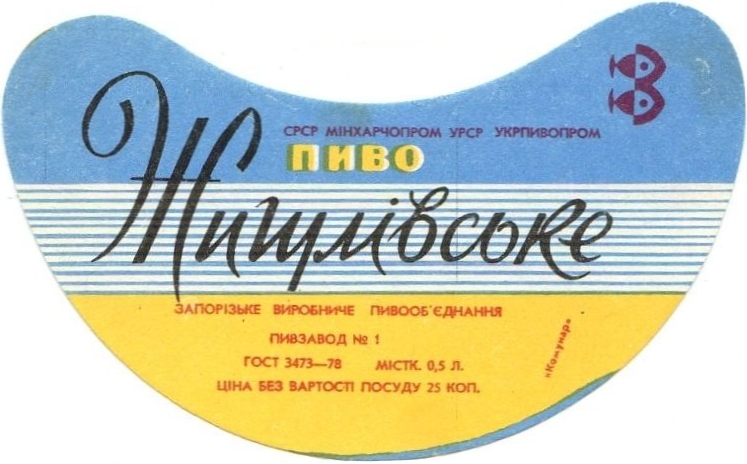 СРСР МІНХАРЧОПРОМ УРСР УКРПИВОПРОМ
ПИВО
Жигулівське
ЗАПОРІЗЬКЕ ВИРОБНИЧЕ ПИВООБ'ЄДНАННЯ
ПИВЗАВОД № 1
ГОСТ 3473—78 МІСТК. 0,5 Л.
ЦІНА БЕЗ ВАРТОСТІ ПОСУДУ 25 КОП.
«Комунар»